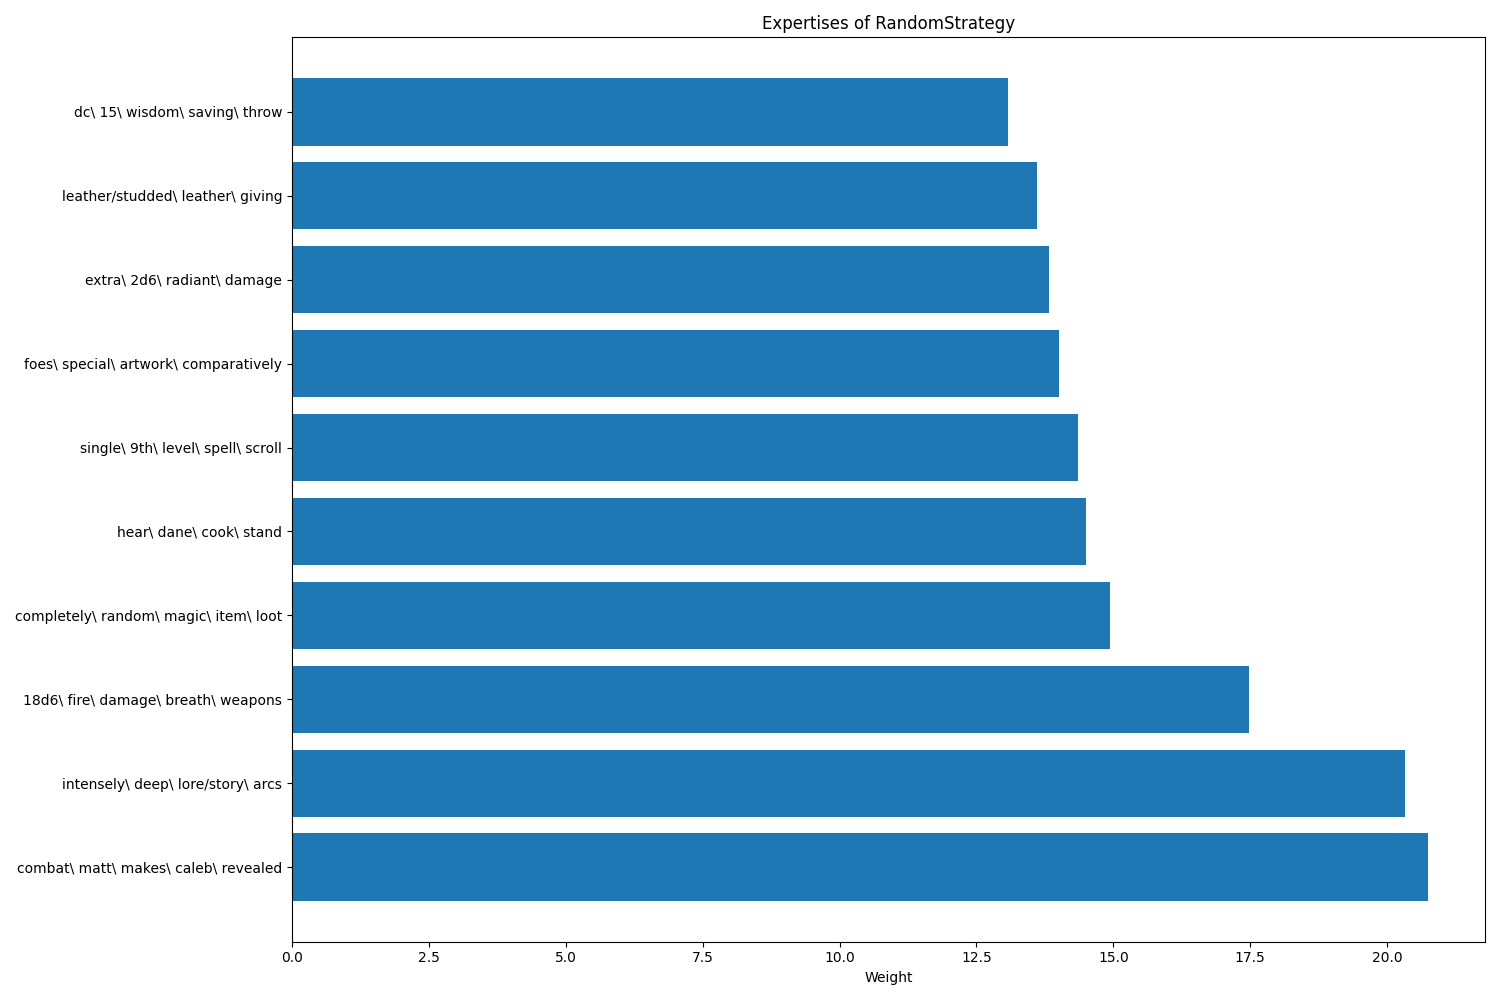 Expertises of RandomStrategy
dc\ 15\ wisdom\ saving\ throw
leather/studded\ leather\ giving
extra\ 2d6\ radiant\ damage
foes\ special\ artwork\ comparatively
single\ 9th\ level\ spell\ scroll
hear\ dane\ cook\ stand
completely\ random\ magic\ item\ loot
18d6\ fire\ damage\ breath\ weapons
intensely\ deep\ lore/story\ arcs
combat\ matt\ makes\ caleb\ revealed
0.0 2.5 5.0 7.5 10.0 12.5 15.0 17.5 20.0
Weight